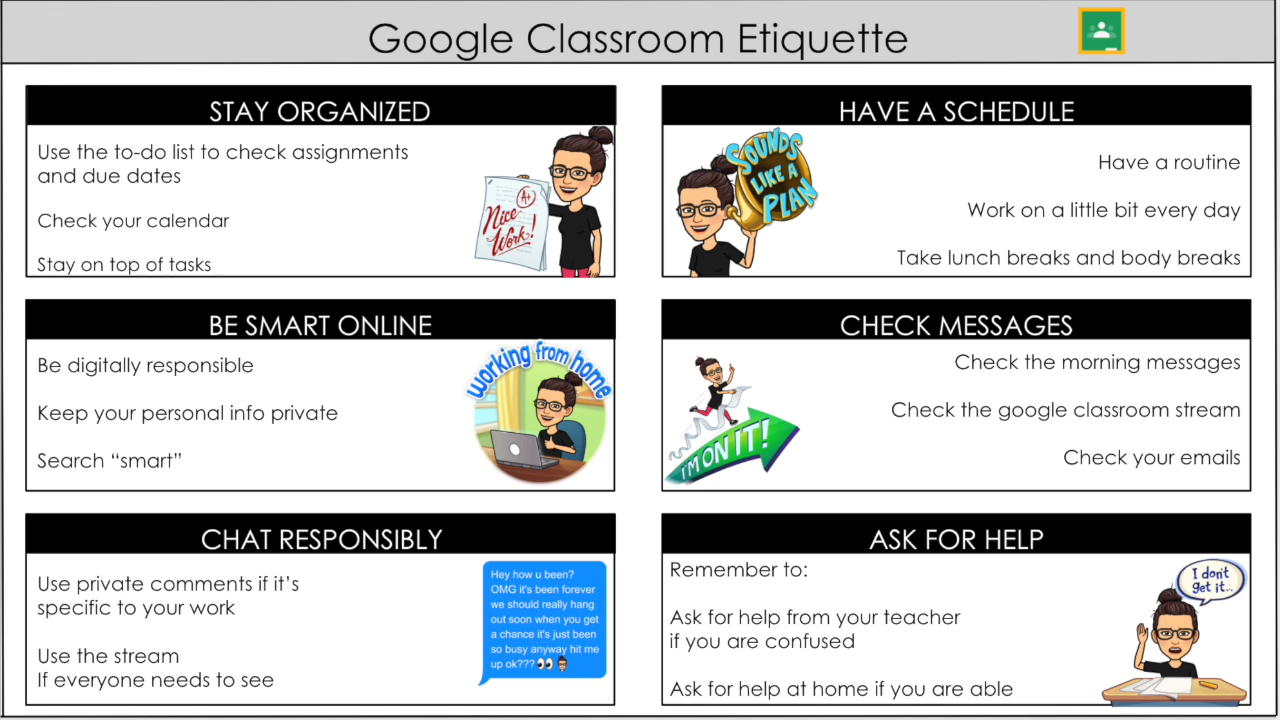 Google Classroom Etiquette
STAY ORGANIZED
Use the to-do list to check assignments
and due dates
Check your calendar
Stay on top of tasks
A+
Nice
Work!
HAVE A SCHEDULE
SOUNDS
LIKE A
PLAN
Have a routine
Work on a little bit every day
Take lunch breaks and body breaks
BE SMART ONLINE
Be digitally responsible
Keep your personal info private
Search “smart”
working from home
CHECK MESSAGES
Check the morning messages
Check the google classroom stream
Check your emails
I'M ON IT!
CHAT RESPONSIBLY
Use private comments if it’s
specific to your work
Use the stream
If everyone needs to see
Hey how u been?
OMG it's been forever
we should really hang
out soon when you get
a chance it's just been
so busy anyway hit me
up ok???
ASK FOR HELP
Remember to:
Ask for help from your teacher
if you are confused
Ask for help at home if you are able
I don't
get it...